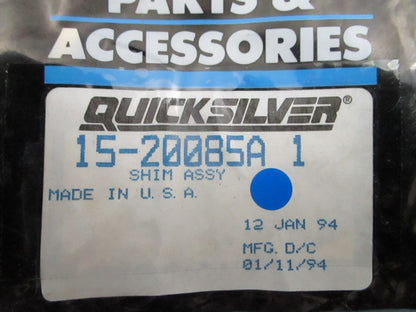 PARTS &
ACCESSORIES
QUICKSILVER®
15-20085A 1
SHIM ASSY
MADE IN U.S.A.
12 JAN 94
MFG. D/C
01/11/94